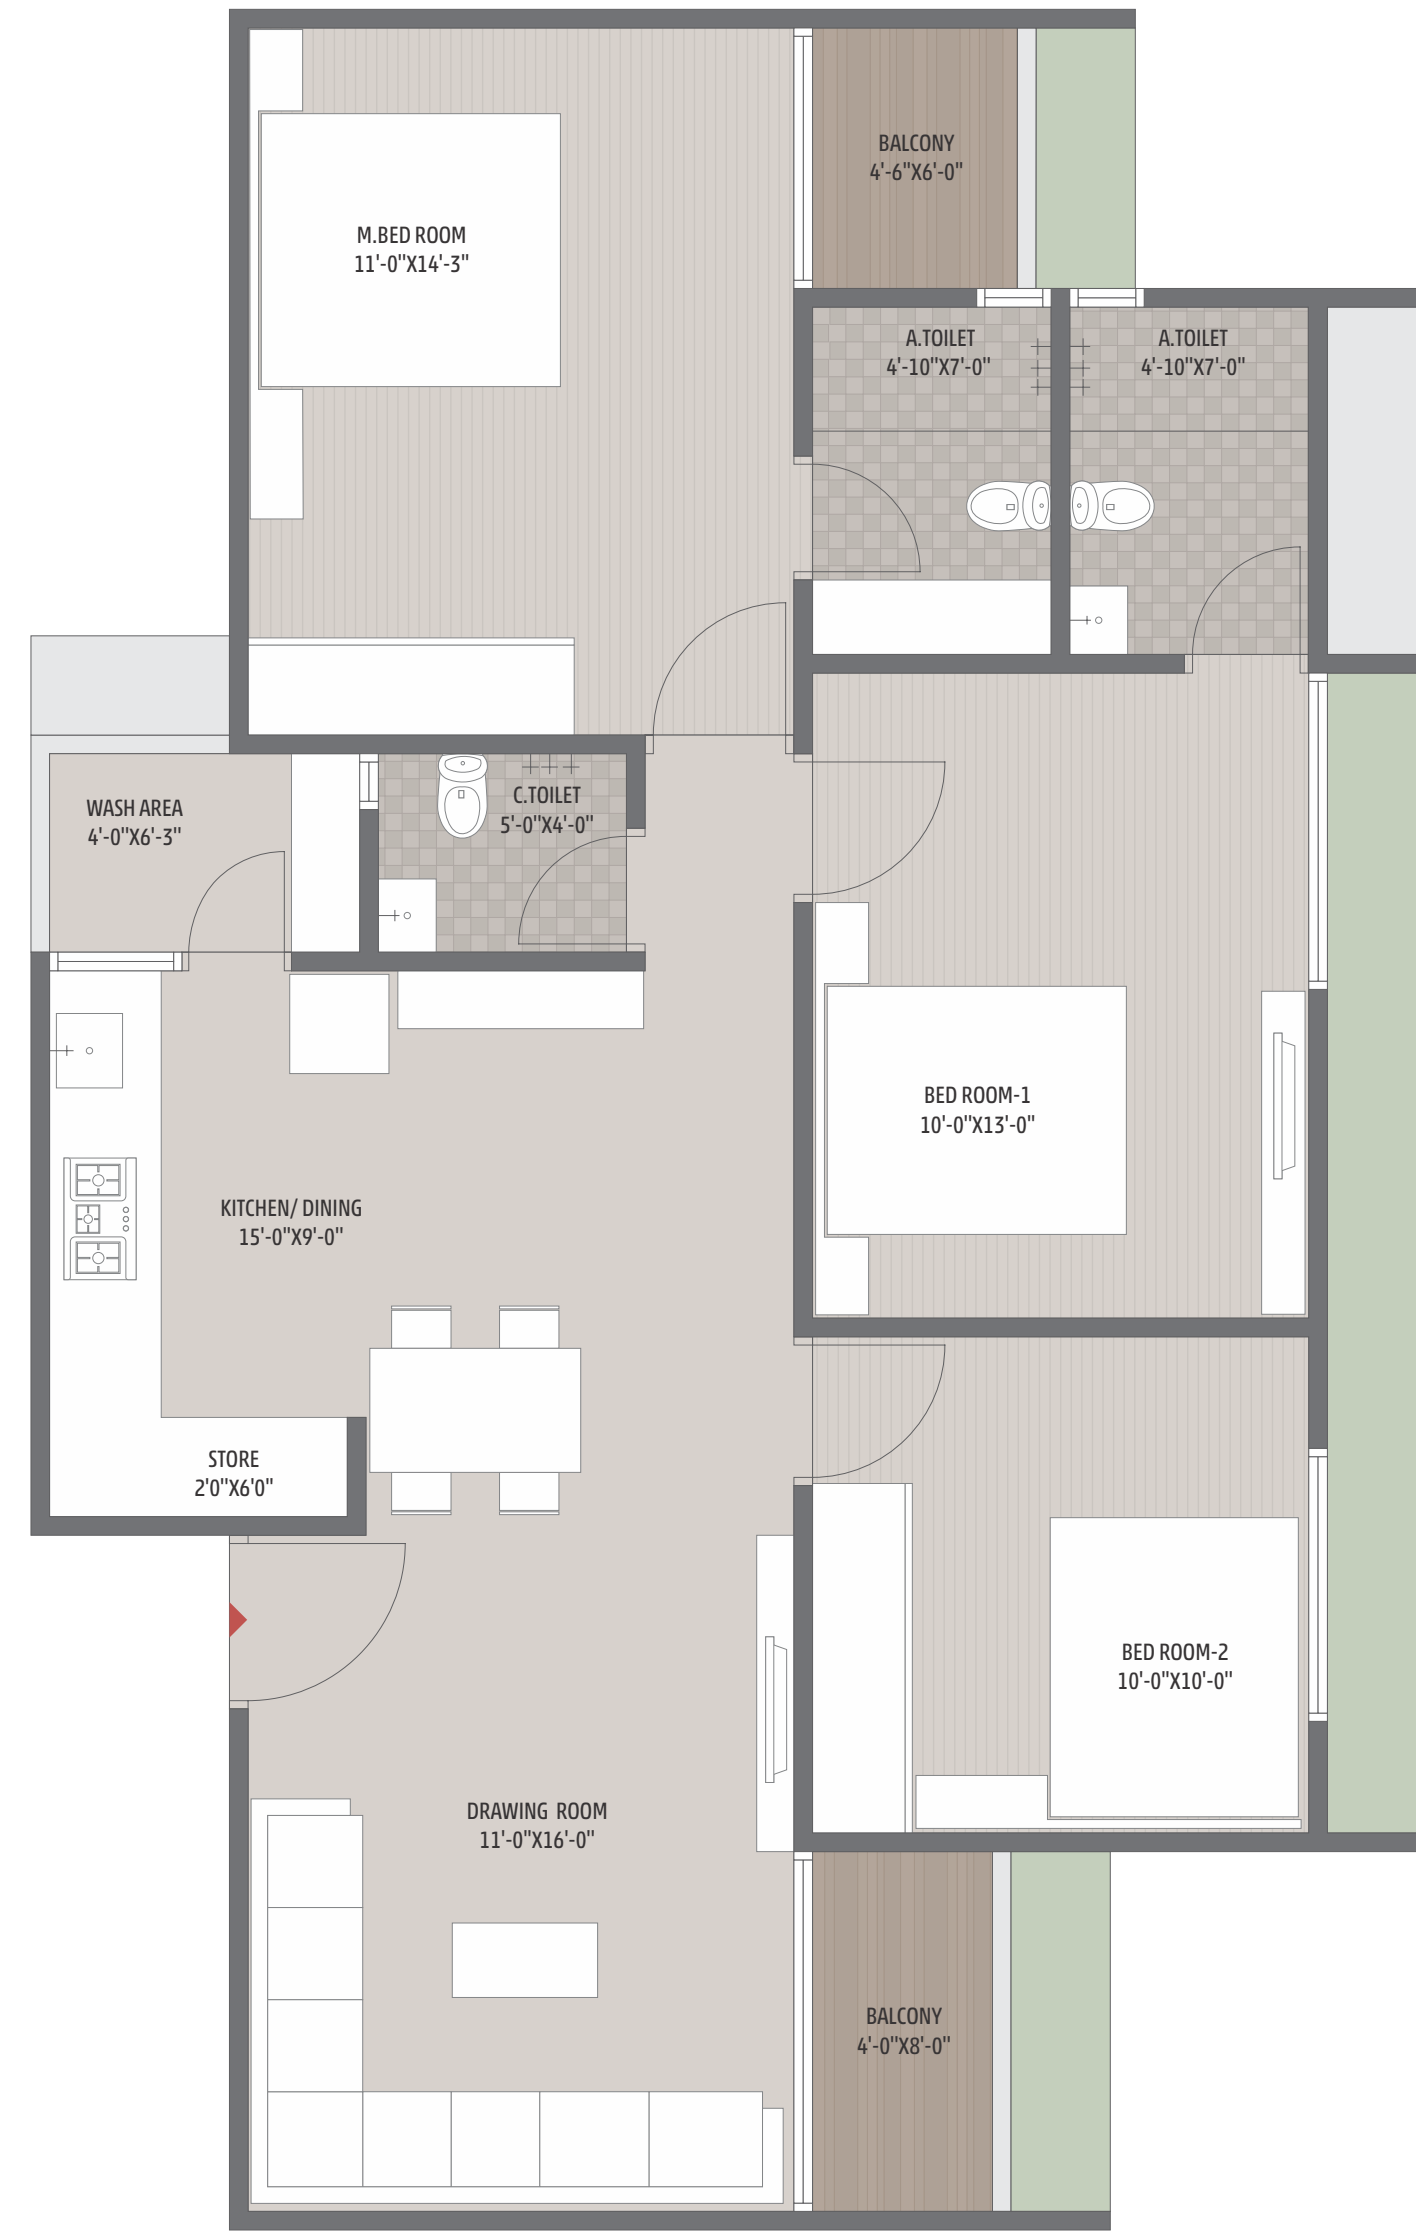 BALCONY
4'-6"X6'-0"
M.BED ROOM
11'-0"X14'-3"
A.TOILET
4'-10"X7'-0"
A.TOILET
4'-10"X7'-0"
WASH AREA
4'-0"X6'-3"
C.TOILET
5'-0"X4'-0"
BED ROOM-1
10'-0"X13'-0"
KITCHEN/ DINING
15'-0"X9'-0"
STORE
2'0"X6'0"
BED ROOM-2
10'-0"X10'-0"
DRAWING ROOM
11'-0"X16'-0"
BALCONY
4'-0"X8'-0"